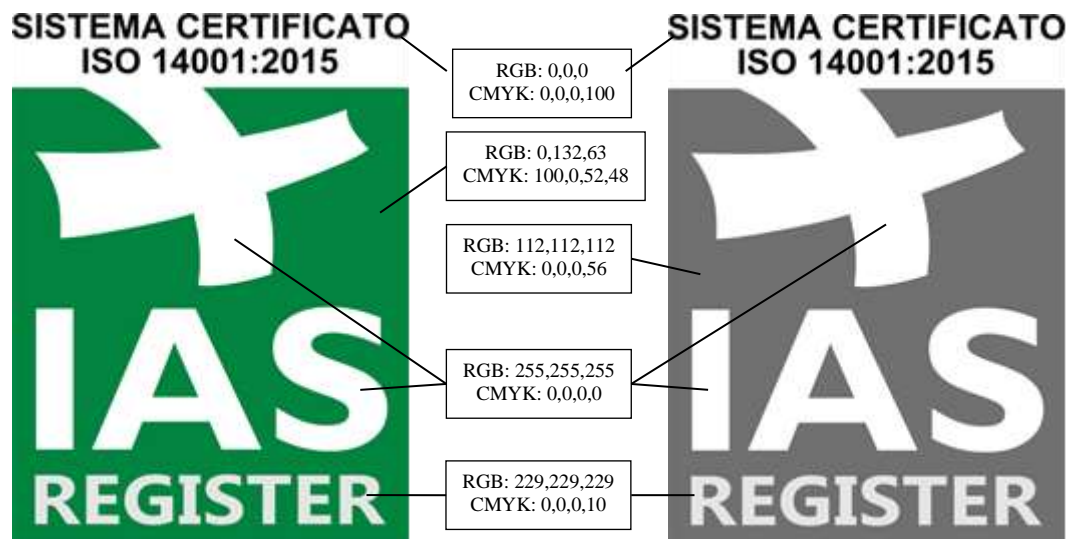 SISTEMA CERTIFICATO
ISO 14001:2015
IAS
REGISTER
RGB: 0,0,0
CMYK: 0,0,0,100
RGB: 0,132,63
CMYK: 100,0,52,48
RGB: 112,112,112
CMYK: 0,0,0,56
RGB: 255,255,255
CMYK: 0,0,0,0
RGB: 229,229,229
CMYK: 0,0,0,10
SISTEMA CERTIFICATO
ISO 14001:2015
IAS
REGISTER